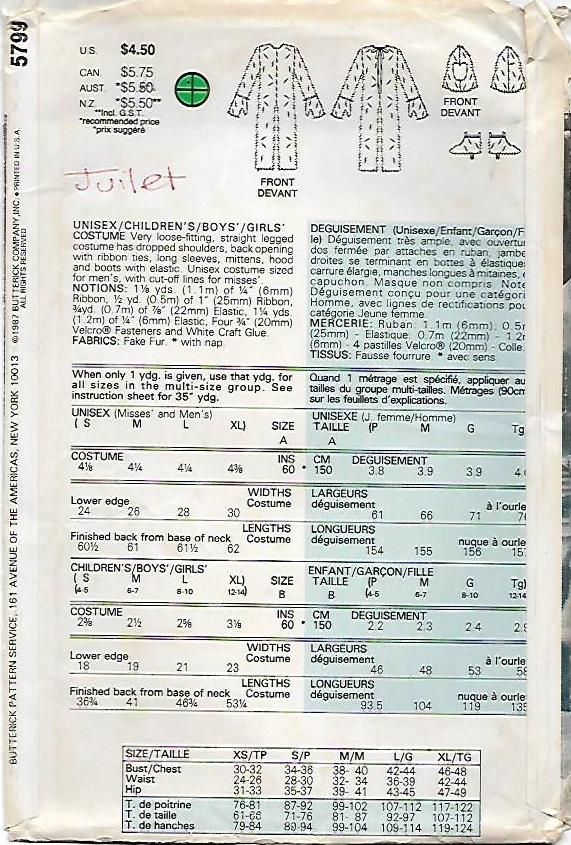 5799
U.S. $4.50
CAN. $5.75
AUST. *$5.50
N.Z. *$5.50**
**Incl. G.S.T.
*recommended price
*prix suggéré
FRONT
DEVANT
FRONT
DEVANT
Juilet
©1987 BUTTERICK COMPANY, INC. • PRINTED IN U.S.A.
ALL RIGHTS RESERVED
BUTTERICK PATTERN SERVICE, 161 AVENUE OF THE AMERICAS, NEW YORK, NEW YORK 10013
UNISEX/CHILDREN'S/BOYS'/GIRLS'
COSTUME Very loose-fitting, straight legged
costume has dropped shoulders, back opening
with ribbon ties, long sleeves, mittens, hood
and boots with elastic. Unisex costume sized
for men's, with cut-off lines for misses'.
NOTIONS: 1⅛ yds. (1.1m) of ¼" (6mm)
Ribbon, ½ yd. (0.5m) of 1" (25mm) Ribbon,
¾yd. (0.7m) of ⅞" (22mm) Elastic, 1¼ yds.
(1.2m) of ¼" (6mm) Elastic, Four ¾" (20mm)
Velcro® Fasteners and White Craft Glue.
FABRICS: Fake Fur. * with nap.
DEGUISEMENT (Unisexe/Enfant/Garçon/F
le) Déguisement très ample, avec ouvertur
dos fermée par attaches en ruban, jambe
droites se terminant en bottes à élastique
carrure élargie, manches longues à mitaines, e
capuchon. Masque non compris. Note
Déguisement conçu pour une catégori
Homme, avec lignes de rectifications po
catégorie Jeune femme.
MERCERIE: Ruban: 1.1m (6mm), 0.5
(25mm) - Elastique: 0.7m (22mm) - 1.2
(6mm) - 4 pastilles Velcro® (20mm) - Colle.
TISSUS: Fausse fourrure. * avec sens
When only 1 ydg. is given, use that ydg. for
all sizes in the multi-size group. See
instruction sheet for 35" ydg.
Quand 1 métrage est spécifié, appliquer au
tailles du groupe multi-tailles. Métrages (90cm
sur les feuillets d'explications.
UNISEX (Misses' and Men's)
( S M L XL) SIZE
A
UNISEXE (J. femme/Homme)
TAILLE (P M G Tg
A
COSTUME INS CM DEGUISEMENT
4⅛ 4¼ 4¼ 4⅜ 60 * 150 3.8 3.9 3.9
WIDTHS LARGEURS
Lower edge Costume déguisement à l'ourle
24 26 28 30 61 66 71
LENGTHS LONGUEURS
Finished back from base of neck Costume déguisement nuque à ourle
60½ 61 61½ 62 154 155 156
CHILDREN'S/BOYS'/GIRLS' ENFANT/GARÇON/FILLE
( S M L XL) SIZE TAILLE (P M G Tg)
(4-5 6-7 8-10 12-14) B B (4-5 6-7 8-10 12-14
COSTUME INS CM DEGUISEMENT
2⅜ 2½ 2⅝ 3⅛ 60 * 150 2.2 2.3 2.4
WIDTHS LARGEURS
Lower edge Costume déguisement à l'ourle
18 19 21 23 46 48 53
LENGTHS LONGUEURS
Finished back from base of neck Costume déguisement nuque à ourle
36¾ 41 46¾ 53¼ 93.5 104 119
SIZE/TAILLE XS/TP S/P M/M L/G XL/TG
Bust/Chest 30-32 34-36 38- 40 42-44 46-48
Waist 24-26 28-30 32- 34 36-39 42-44
Hip 31-33 35-37 39- 41 43-45 47-49
T. de poitrine 76-81 87-92 99-102 107-112 117-122
T. de taille 61-66 71-76 81- 87 92-97 107-112
T. de hanches 79-84 89-94 99-104 109-114 119-124